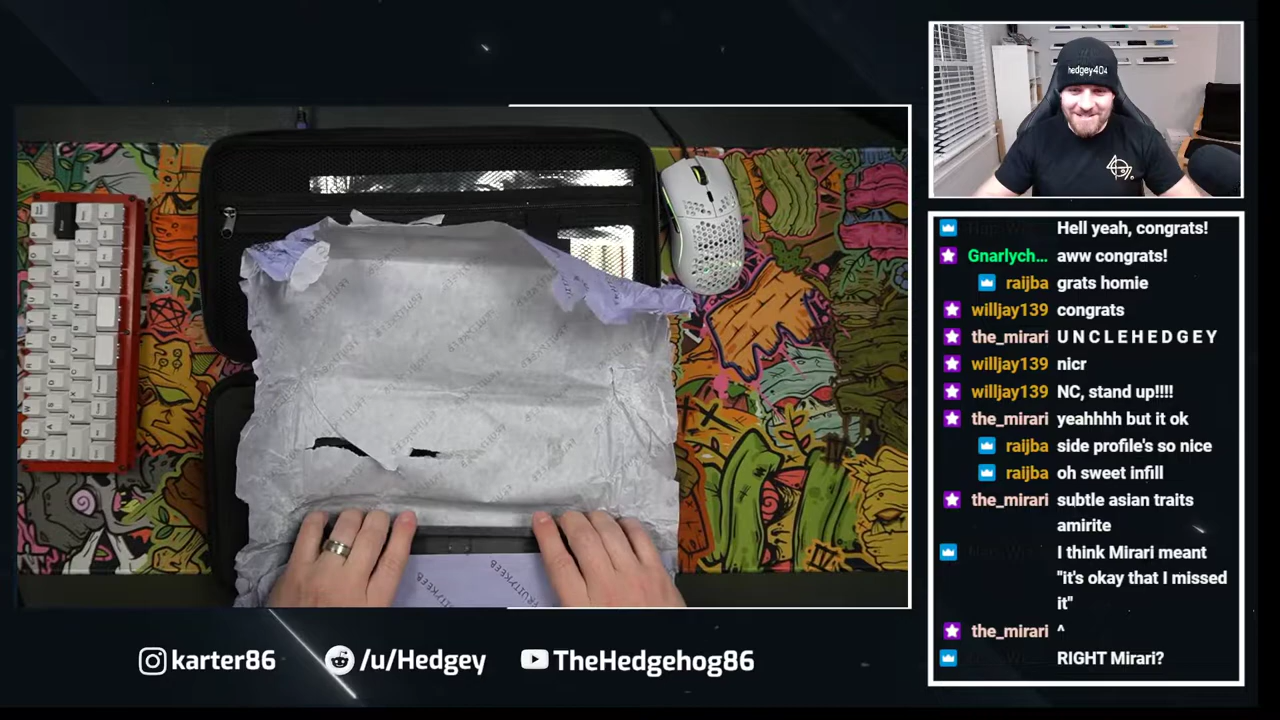 hedgey404
Hell yeah, congrats!
Gnarlych... aww congrats!
raijba grats homie
willjay139 congrats
the_mirari U N C L E H E D G E Y
willjay139 nicr
willjay139 NC, stand up!!!!
the_mirari yeahhhh but it ok
raijba side profile's so nice
raijba oh sweet infill
the_mirari subtle asian traits
amirite
I think Mirari meant
"it's okay that I missed
it"
the_mirari ^
RIGHT Mirari?
FRUITYKEEB
FRUITYKEEB
karter86
/u/Hedgey
TheHedgehog86